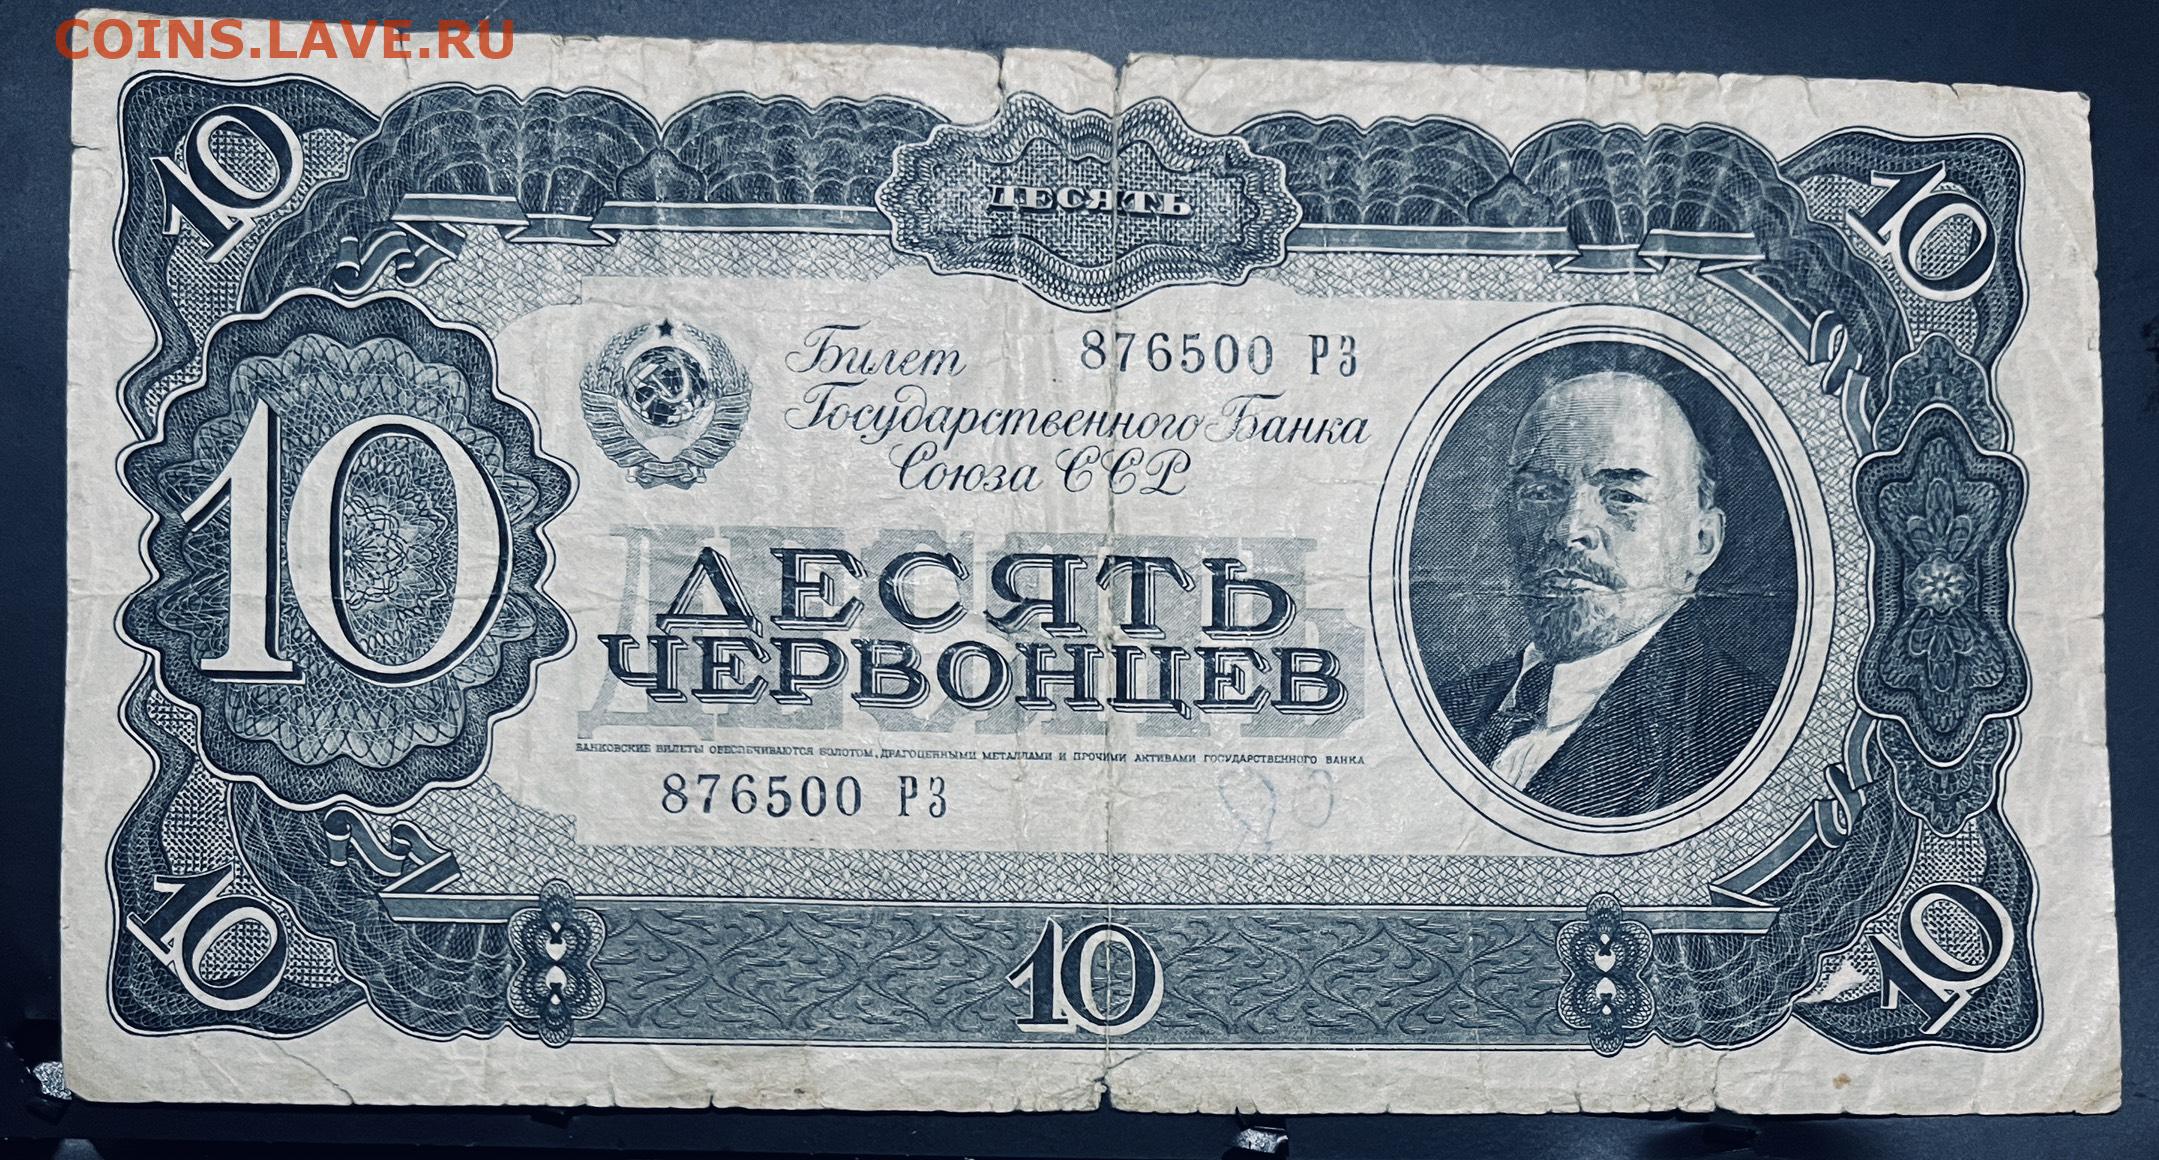 COINS.LAVE.RU
10
10
ДЕСЯТЬ
Билет 876500 РЗ
Государственного Банка
Союза ССР
10
ДЕСЯТЬ
ДЕСЯТЬ
ЧЕРВОНЦЕВ
БАНКОВСКИЕ БИЛЕТЫ ОБЕСПЕЧИВАЮТСЯ ЗОЛОТОМ, ДРАГОЦЕННЫМИ МЕТАЛЛАМИ И ПРОЧИМИ АКТИВАМИ ГОСУДАРСТВЕННОГО БАНКА
876500 РЗ
10
10
10